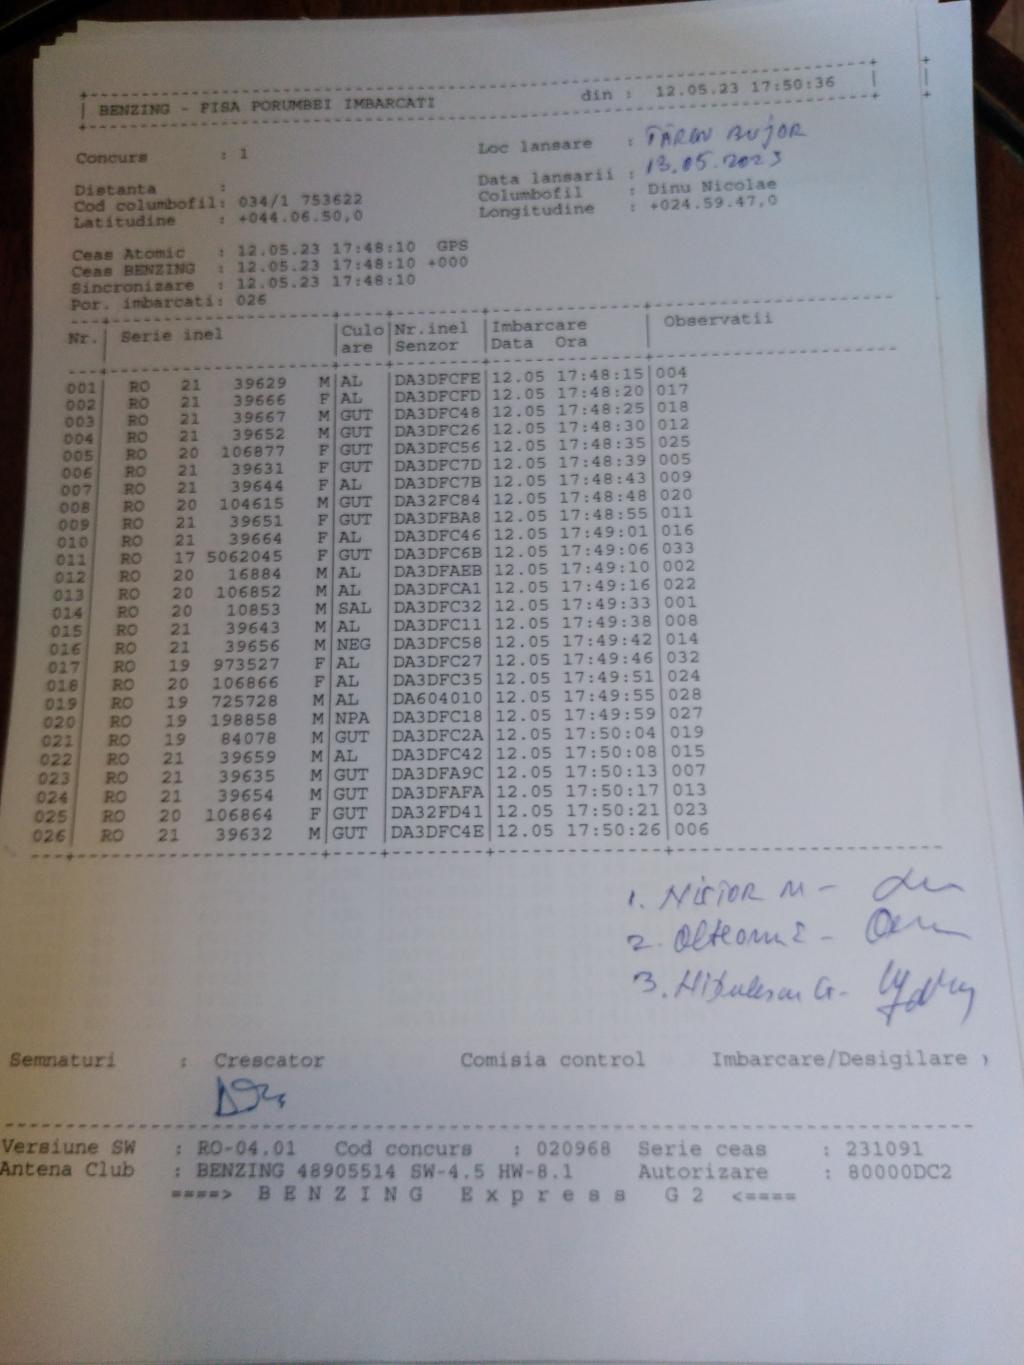 BENZING - FISA PORUMBEI IMBARCATI din : 12.05.23 17:50:36
Concurs : 1 Loc lansare : TÂRGU BUJOR
Data lansarii : 13.05.2023
Distanta : Columbofil : Dinu Nicolae
Cod columbofil: 034/1 753622 Longitudine : +024.59.47,0
Latitudine : +044.06.50,0
Ceas Atomic : 12.05.23 17:48:10 GPS
Ceas BENZING : 12.05.23 17:48:10 +000
Sincronizare : 12.05.23 17:48:10
Por. imbarcati: 026
Nr. Serie inel Culo Nr.inel Imbarcare Observatii
are Senzor Data Ora
001 RO 21 39629 M AL DA3DFCFE 12.05 17:48:15 004
002 RO 21 39666 F AL DA3DFCFD 12.05 17:48:20 017
003 RO 21 39667 M GUT DA3DFC48 12.05 17:48:25 018
004 RO 21 39652 M GUT DA3DFC26 12.05 17:48:30 012
005 RO 20 106877 F GUT DA3DFC56 12.05 17:48:35 025
006 RO 21 39631 F GUT DA3DFC7D 12.05 17:48:39 005
007 RO 21 39644 F AL DA3DFC7B 12.05 17:48:43 009
008 RO 20 104615 M GUT DA32FC84 12.05 17:48:48 020
009 RO 21 39651 F GUT DA3DFBA8 12.05 17:48:55 011
010 RO 21 39664 F AL DA3DFC46 12.05 17:49:01 016
011 RO 17 5062045 F GUT DA3DFC6B 12.05 17:49:06 033
012 RO 20 16884 M AL DA3DFAEB 12.05 17:49:10 002
013 RO 20 106852 M AL DA3DFCA1 12.05 17:49:16 022
014 RO 20 10853 M SAL DA3DFC32 12.05 17:49:33 001
015 RO 21 39643 M AL DA3DFC11 12.05 17:49:38 008
016 RO 21 39656 M NEG DA3DFC58 12.05 17:49:42 014
017 RO 19 973527 F AL DA3DFC27 12.05 17:49:46 032
018 RO 20 106866 F AL DA3DFC35 12.05 17:49:51 024
019 RO 19 725728 M AL DA604010 12.05 17:49:55 028
020 RO 19 198858 M NPA DA3DFC18 12.05 17:49:59 027
021 RO 19 84078 M GUT DA3DFC2A 12.05 17:50:04 019
022 RO 21 39659 M AL DA3DFC42 12.05 17:50:08 015
023 RO 21 39635 M GUT DA3DFA9C 12.05 17:50:13 007
024 RO 21 39654 M GUT DA3DFAFA 12.05 17:50:17 013
025 RO 20 106864 F GUT DA32FD41 12.05 17:50:21 023
026 RO 21 39632 M GUT DA3DFC4E 12.05 17:50:26 006
1. NISTOR M -
2.
3.
Semnaturi : Crescator Comisia control Imbarcare/Desigilare
Versiune SW : RO-04.01 Cod concurs : 020968 Serie ceas : 231091
Antena Club : BENZING 48905514 SW-4.5 HW-8.1 Autorizare : 80000DC2
====> B E N Z I N G E x p r e s s G 2 <====